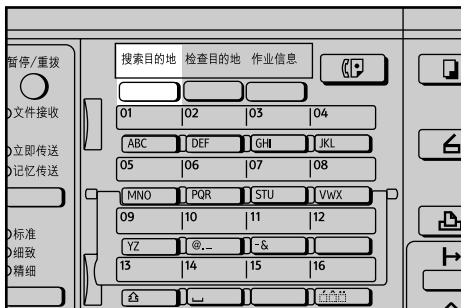 暂停/重拨
搜索目的地 检查目的地 作业信息
文件接收
01 02 03 04
立即传送
ABC DEF GHI JKL
记忆传送
05 06 07 08
MNO PQR STU VWX
09 10 11 12
标准
YZ @._ -&
细致
精细
13 14 15 16